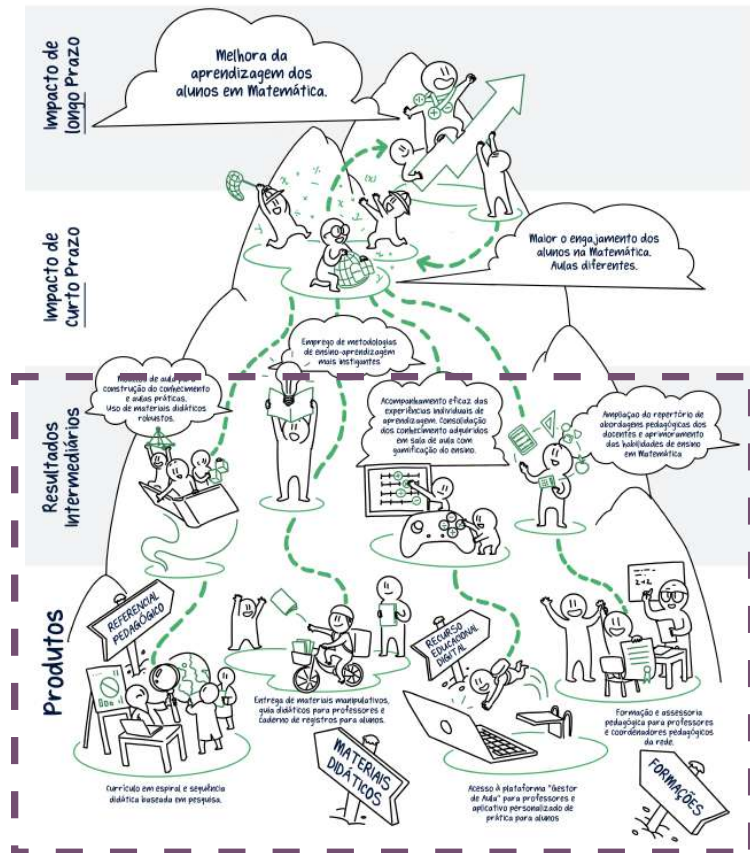 Impacto de
longo Prazo
Melhora da
aprendizagem dos
alunos em Matemática.
Impacto de
curto Prazo
Maior o engajamento dos
alunos na Matemática.
Aulas diferentes.
Resultados
Intermediários
de aula para
construção do conhecimento
e aulas práticas.
Uso de materiais didáticos
robustos.
Emprego de metodologias
de ensino-aprendizagem
mais instigantes
Acompanhamento eficaz das
experiências individuais de
aprendizagem. Consolidação
dos conhecimento adquiridos
em sala de aula com
gamificação do ensino.
Ampliação do repertório de
abordagens pedagógicas dos
docentes e aprimoramento
das habilidades de ensino
em Matemática
Produtos
REFERENCIAL
PEDAGÓGICO
Currículo em espiral e sequência
didática baseada em pesquisa.
Entrega de materiais manipulativos,
guia didáticos para professores e
caderno de registros para alunos.
MATERIAIS
DIDÁTICOS
RECURSO
EDUCACIONAL
DIGITAL
Acesso à plataforma "Gestor
de Aula" para professores e
aplicativo personalizado de
prática para alunos
2+2
Formação e assessoria
pedagógica para professores
e coordenadores pedagógicos
da rede.
FORMAÇÕES